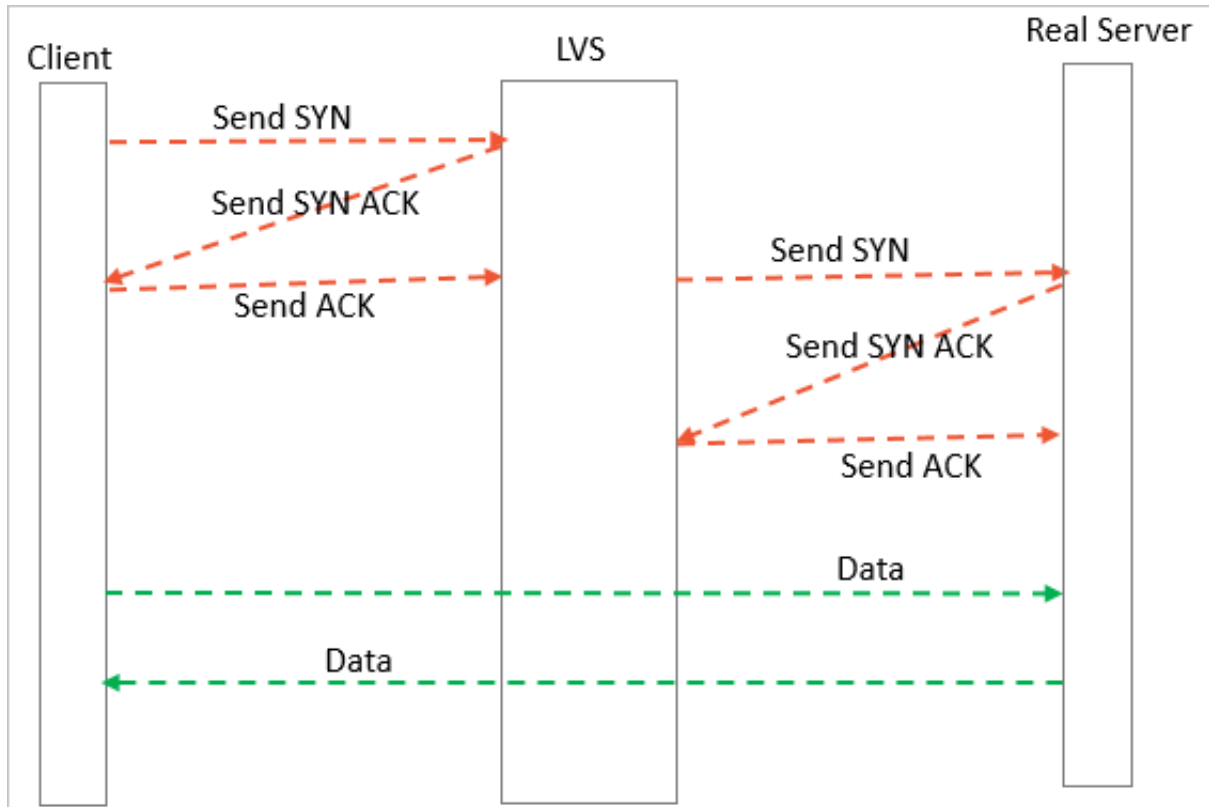 Client
LVS
Real Server
Send SYN
Send SYN ACK
Send SYN
Send ACK
Send SYN ACK
Send ACK
Data
Data